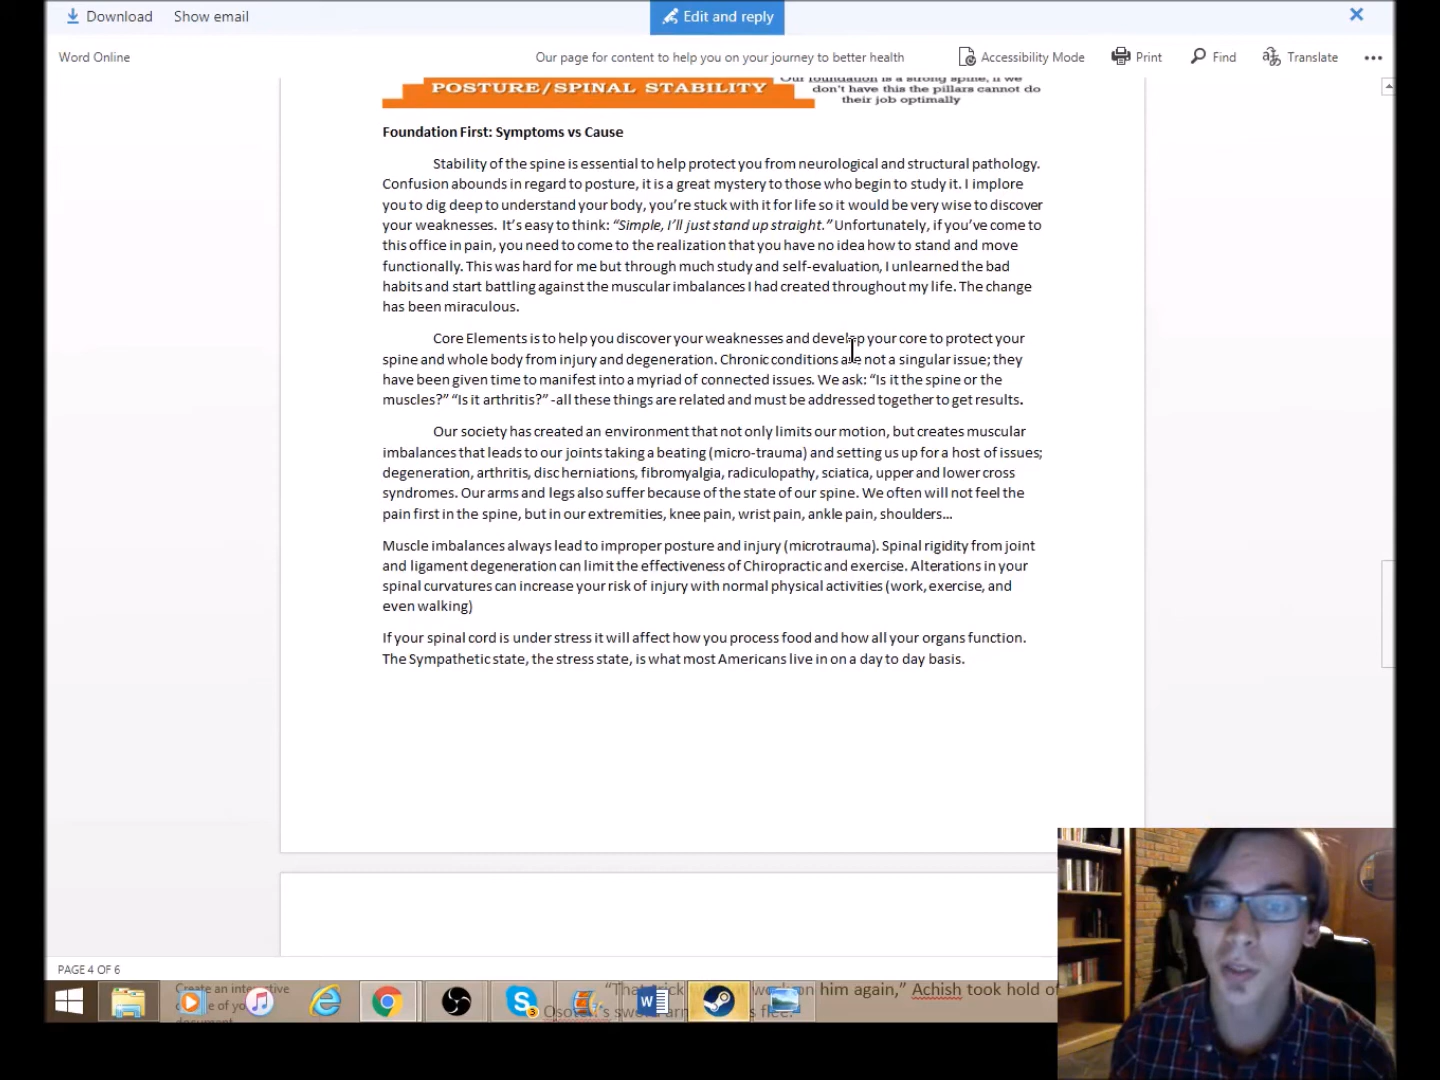 Download Show email Edit and reply
Word Online Our page for content to help you on your journey to better health Accessibility Mode Print Find Translate
POSTURE/SPINAL STABILITY
Our foundation is a strong spine, if we
don't have this the pillars cannot do
their job optimally
Foundation First: Symptoms vs Cause
Stability of the spine is essential to help protect you from neurological and structural pathology.
Confusion abounds in regard to posture, it is a great mystery to those who begin to study it. I implore
you to dig deep to understand your body, you’re stuck with it for life so it would be very wise to discover
your weaknesses. It’s easy to think: “Simple, I’ll just stand up straight.” Unfortunately, if you’ve come to
this office in pain, you need to come to the realization that you have no idea how to stand and move
functionally. This was hard for me but through much study and self-evaluation, I unlearned the bad
habits and start battling against the muscular imbalances I had created throughout my life. The change
has been miraculous.
Core Elements is to help you discover your weaknesses and develop your core to protect your
spine and whole body from injury and degeneration. Chronic conditions are not a singular issue; they
have been given time to manifest into a myriad of connected issues. We ask: “Is it the spine or the
muscles?” “Is it arthritis?” -all these things are related and must be addressed together to get results.
Our society has created an environment that not only limits our motion, but creates muscular
imbalances that leads to our joints taking a beating (micro-trauma) and setting us up for a host of issues;
degeneration, arthritis, disc herniations, fibromyalgia, radiculopathy, sciatica, upper and lower cross
syndromes. Our arms and legs also suffer because of the state of our spine. We often will not feel the
pain first in the spine, but in our extremities, knee pain, wrist pain, ankle pain, shoulders…
Muscle imbalances always lead to improper posture and injury (microtrauma). Spinal rigidity from joint
and ligament degeneration can limit the effectiveness of Chiropractic and exercise. Alterations in your
spinal curvatures can increase your risk of injury with normal physical activities (work, exercise, and
even walking)
If your spinal cord is under stress it will affect how you process food and how all your organs function.
The Sympathetic state, the stress state, is what most Americans live in on a day to day basis.
PAGE 4 OF 6
Create an interactive
him again,” Achish took hold of